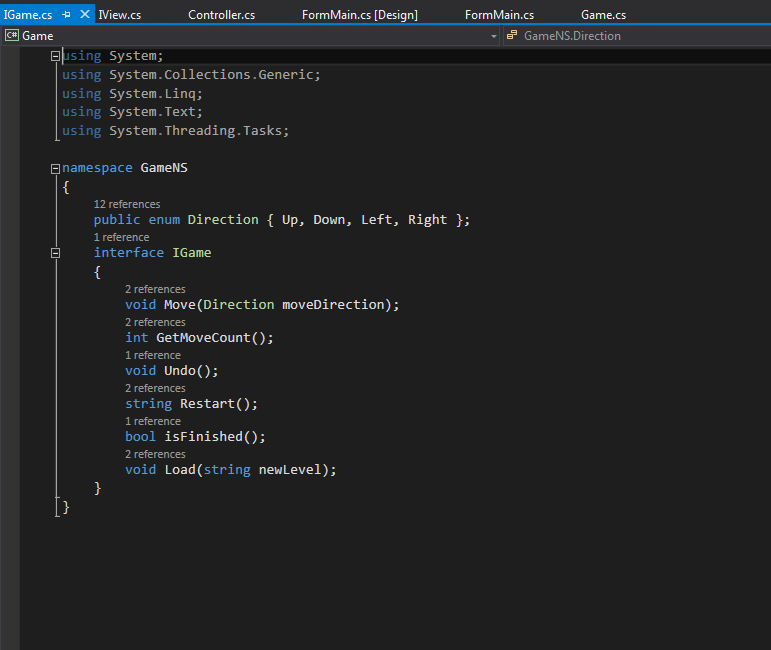 IGame.cs IView.cs Controller.cs FormMain.cs [Design] FormMain.cs Game.cs
C# Game GameNS.Direction
using System;
using System.Collections.Generic;
using System.Linq;
using System.Text;
using System.Threading.Tasks;
namespace GameNS
{
12 references
public enum Direction { Up, Down, Left, Right };
1 reference
interface IGame
{
2 references
void Move(Direction moveDirection);
2 references
int GetMoveCount();
1 reference
void Undo();
2 references
string Restart();
1 reference
bool isFinished();
2 references
void Load(string newLevel);
}
}